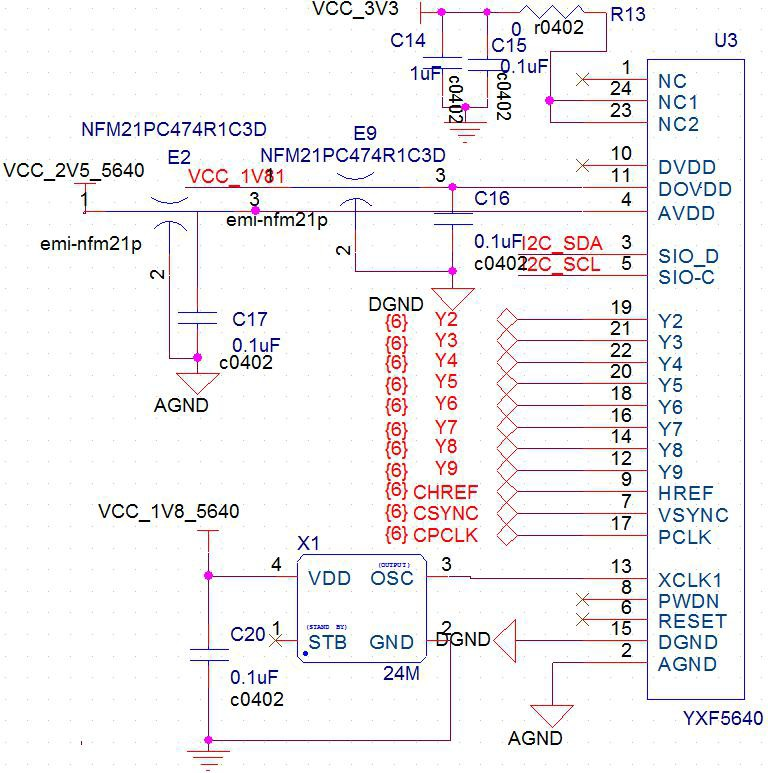 VCC_3V3
R13
0
r0402
C14
C15
1uF
0.1uF
c0402
c0402
U3
1
NC
24
NC1
23
NC2
NFM21PC474R1C3D
E9
NFM21PC474R1C3D
E2
10
DVDD
VCC_2V5_5640
3
11
DOVDD
1
3
C16
4
AVDD
emi-nfm21p
emi-nfm21p
0.1uF
I2C_SDA
3
SIO_D
2
2
c0402
I2C_SCL
5
SIO-C
DGND
C17
0.1uF
c0402
AGND
{6}
Y2
19
Y2
{6}
Y3
21
Y3
{6}
Y4
22
Y4
{6}
Y5
20
Y5
{6}
Y6
18
Y6
{6}
Y7
16
Y7
{6}
Y8
14
Y8
{6}
Y9
12
Y9
{6}
CHREF
9
HREF
{6}
CSYNC
7
VSYNC
{6}
CPCLK
17
PCLK
VCC_1V8_5640
X1
4
VDD
(OUTPUT)
OSC
3
13
XCLK1
8
PWDN
6
RESET
C20
1
(STAND BY)
STB
GND
2
DGND
15
DGND
2
AGND
0.1uF
24M
c0402
AGND
YXF5640